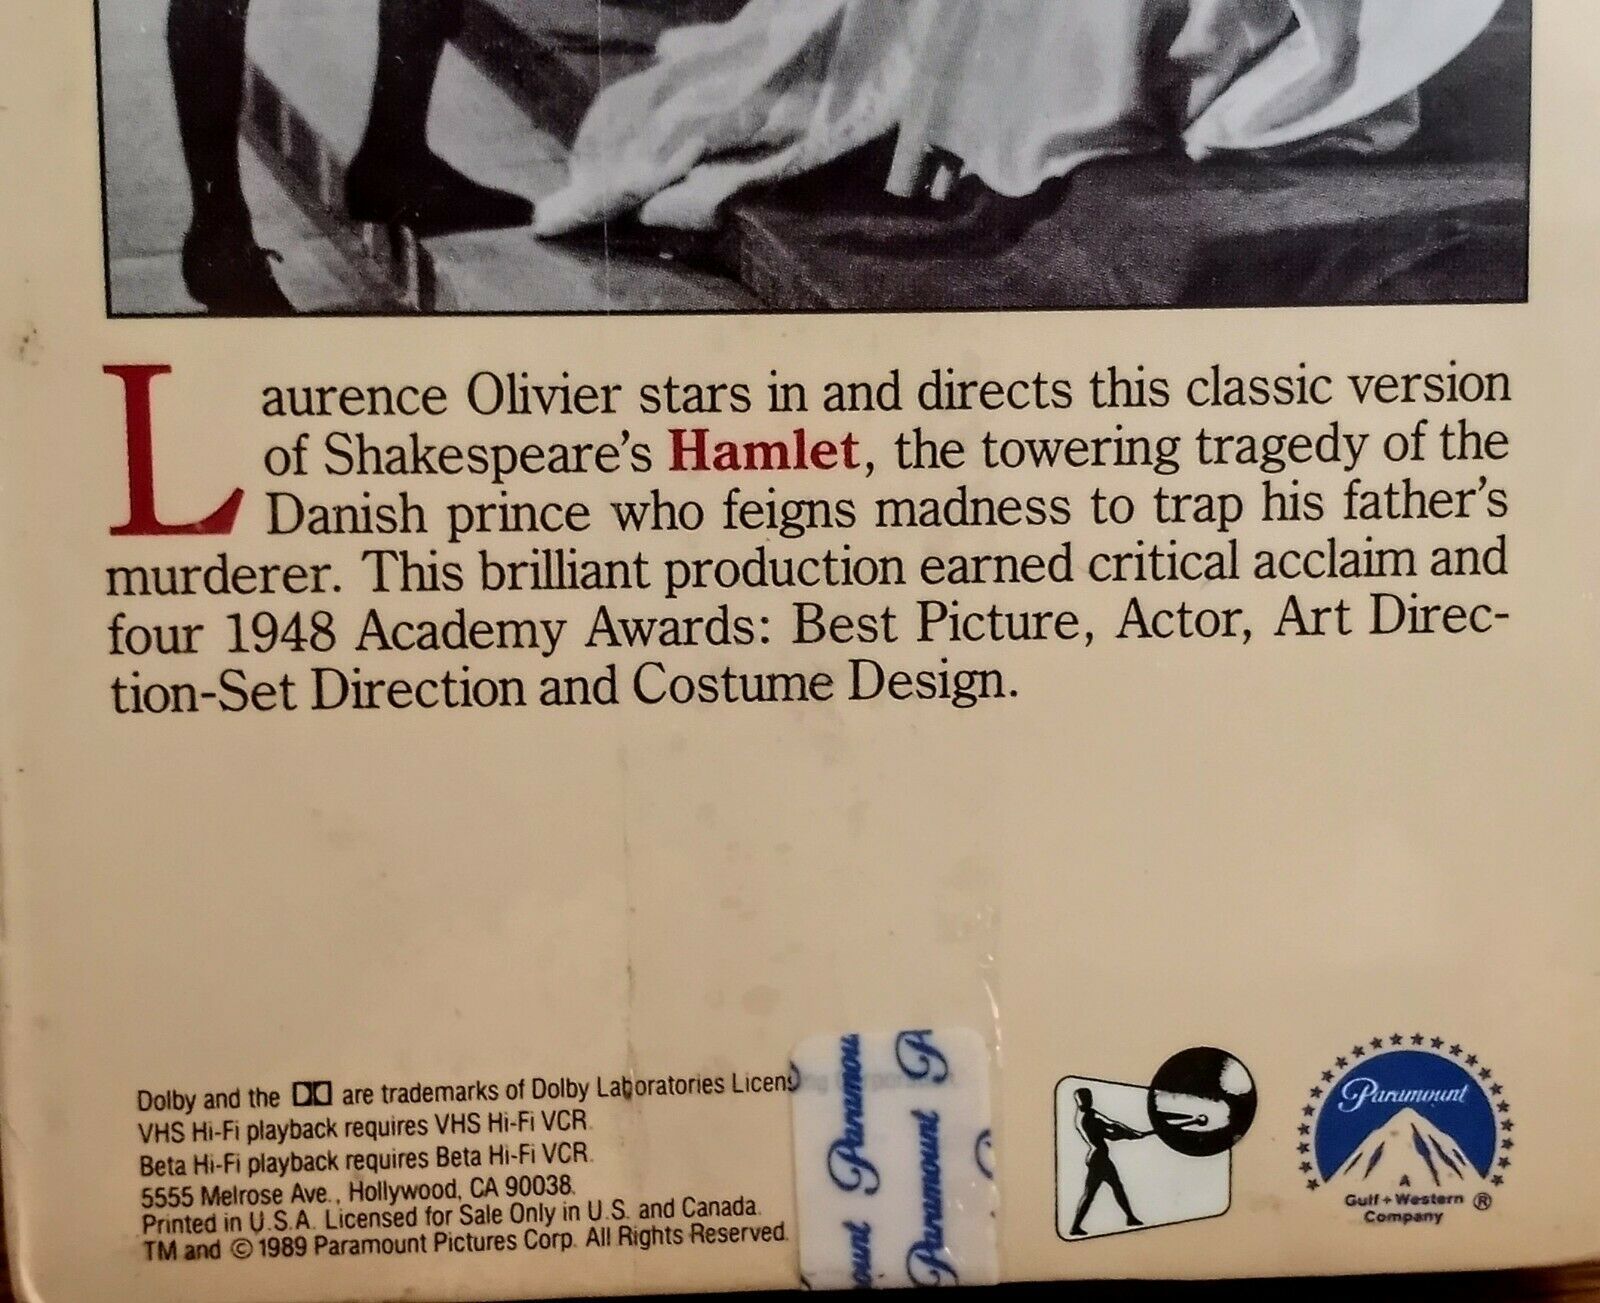 Laurence Olivier stars in and directs this classic version
of Shakespeare's Hamlet, the towering tragedy of the
Danish prince who feigns madness to trap his father's
murderer. This brilliant production earned critical acclaim and
four 1948 Academy Awards: Best Picture, Actor, Art Direc-
tion-Set Direction and Costume Design.
Dolby and the are trademarks of Dolby Laboratories
VHS Hi-Fi playback requires VHS Hi-Fi VCR.
Beta Hi-Fi playback requires Beta Hi-Fi VCR.
5555 Melrose Ave., Hollywood, CA 90038.
Printed in U.S.A. Licensed for Sale Only in U.S. and Canada.
TM and © 1989 Paramount Pictures Corp. All Rights Reserved.
Paramount
Paramount
Paramount
A
Gulf + Western ®
Company